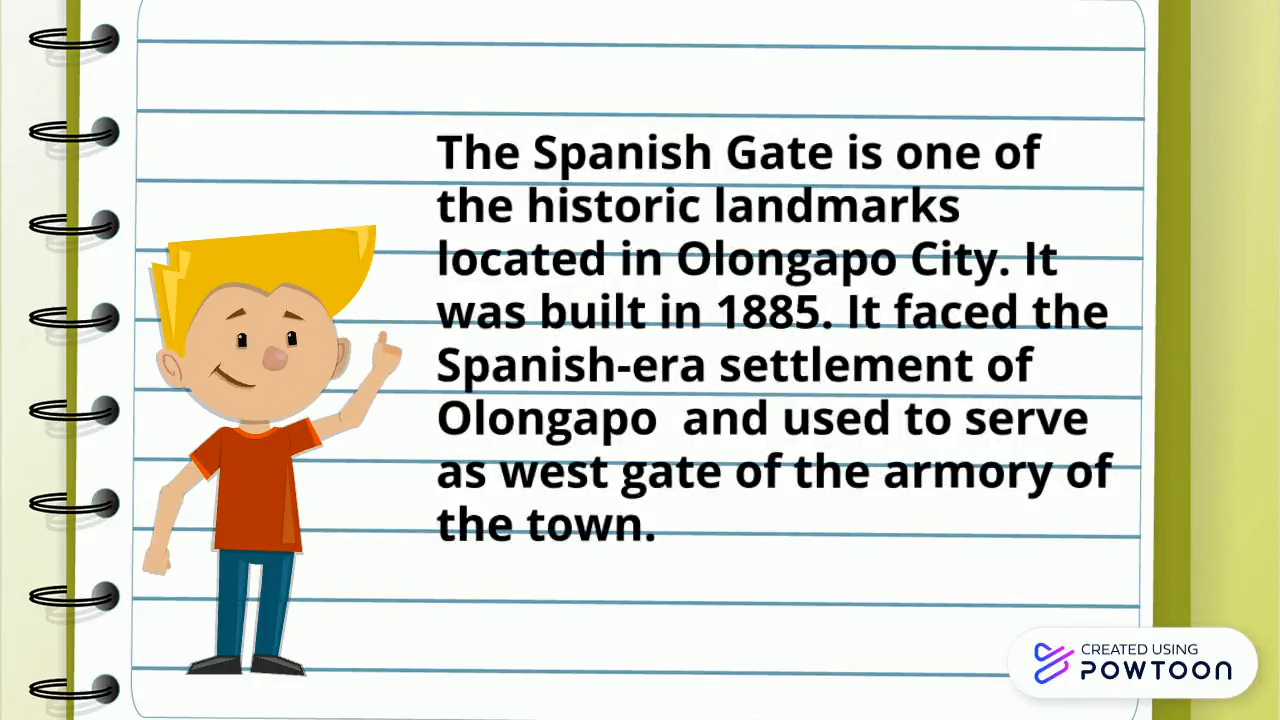 The Spanish Gate is one of
the historic landmarks
located in Olongapo City. It
was built in 1885. It faced the
Spanish-era settlement of
Olongapo  and used to serve
as west gate of the armory of
the town.
CREATED USING
POWTOON